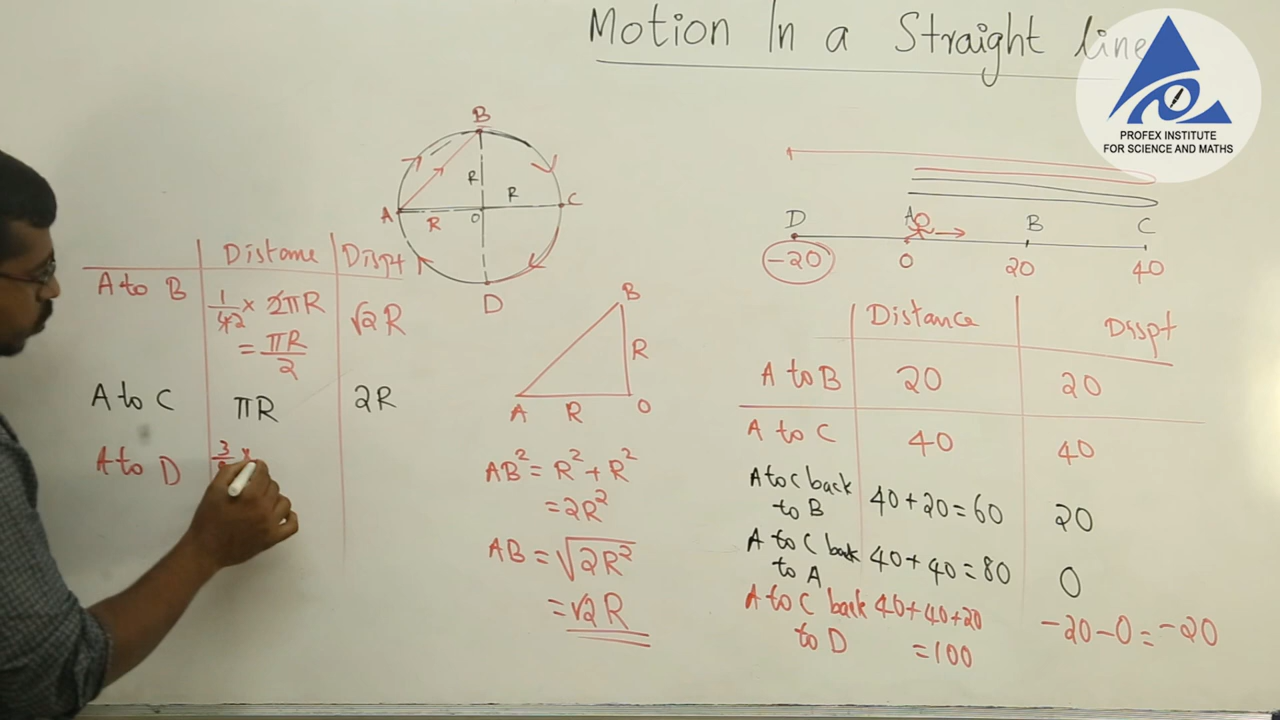 Motion In a Straight line
PROFEX INSTITUTE
FOR SCIENCE AND MATHS
B
R
R
A
R
O
C
D
Distance
Dispt
A to B
1/42 × 2πR
= πR/2
√2 R
A to C
πR
2R
A to D
3
B
R
A
R
O
AB² = R² + R²
= 2R²
AB = √2R²
= √2 R
D
A
B
C
-20
0
20
40
Distance
Disspt
A to B
20
20
A to C
40
40
A to C back
to B
40+20=60
20
A to C back
to A
40+40=80
0
A to C back
to D
40+40+20
=100
-20-0=-20